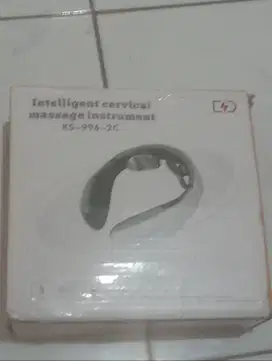 Intelligent cervical
massage instrument
KS-996-2C